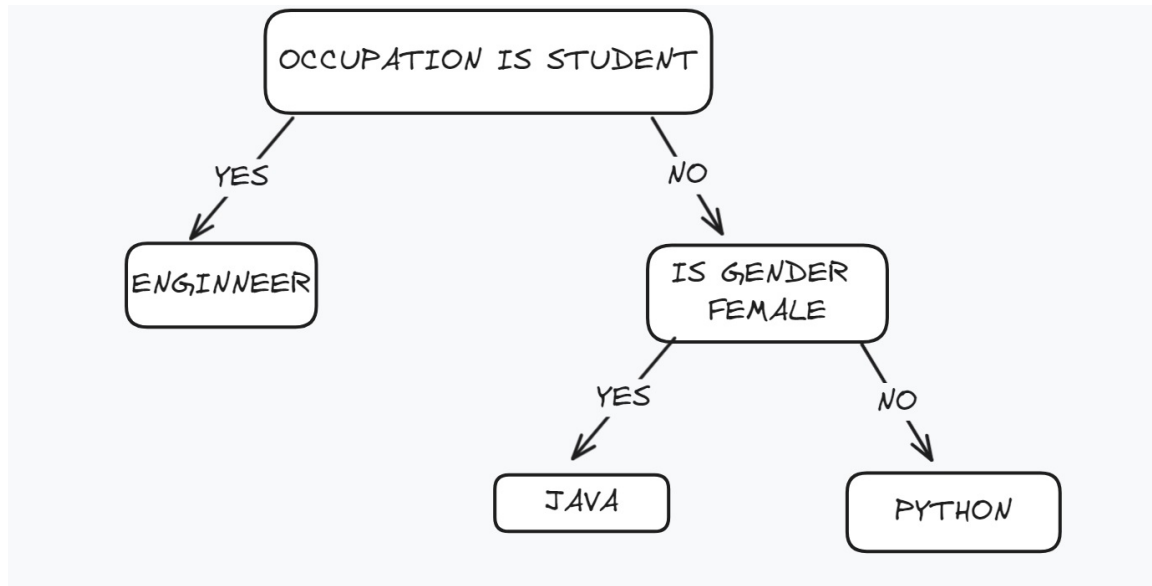 OCCUPATION IS STUDENT
YES
NO
ENGINNEER
IS GENDER
FEMALE
YES
NO
JAVA
PYTHON